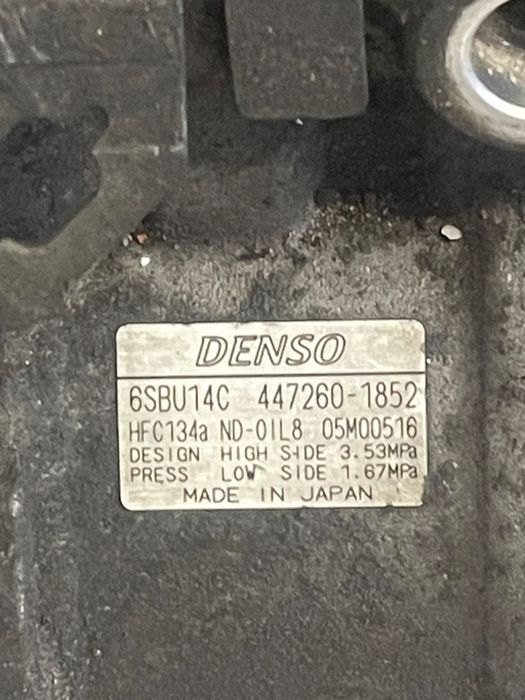 DENSO
6SBU14C 447260-1852
HFC134a ND-OIL8 05M00516
DESIGN HIGH SIDE 3.53MPa
PRESS LOW SIDE 1.67MPa
MADE IN JAPAN